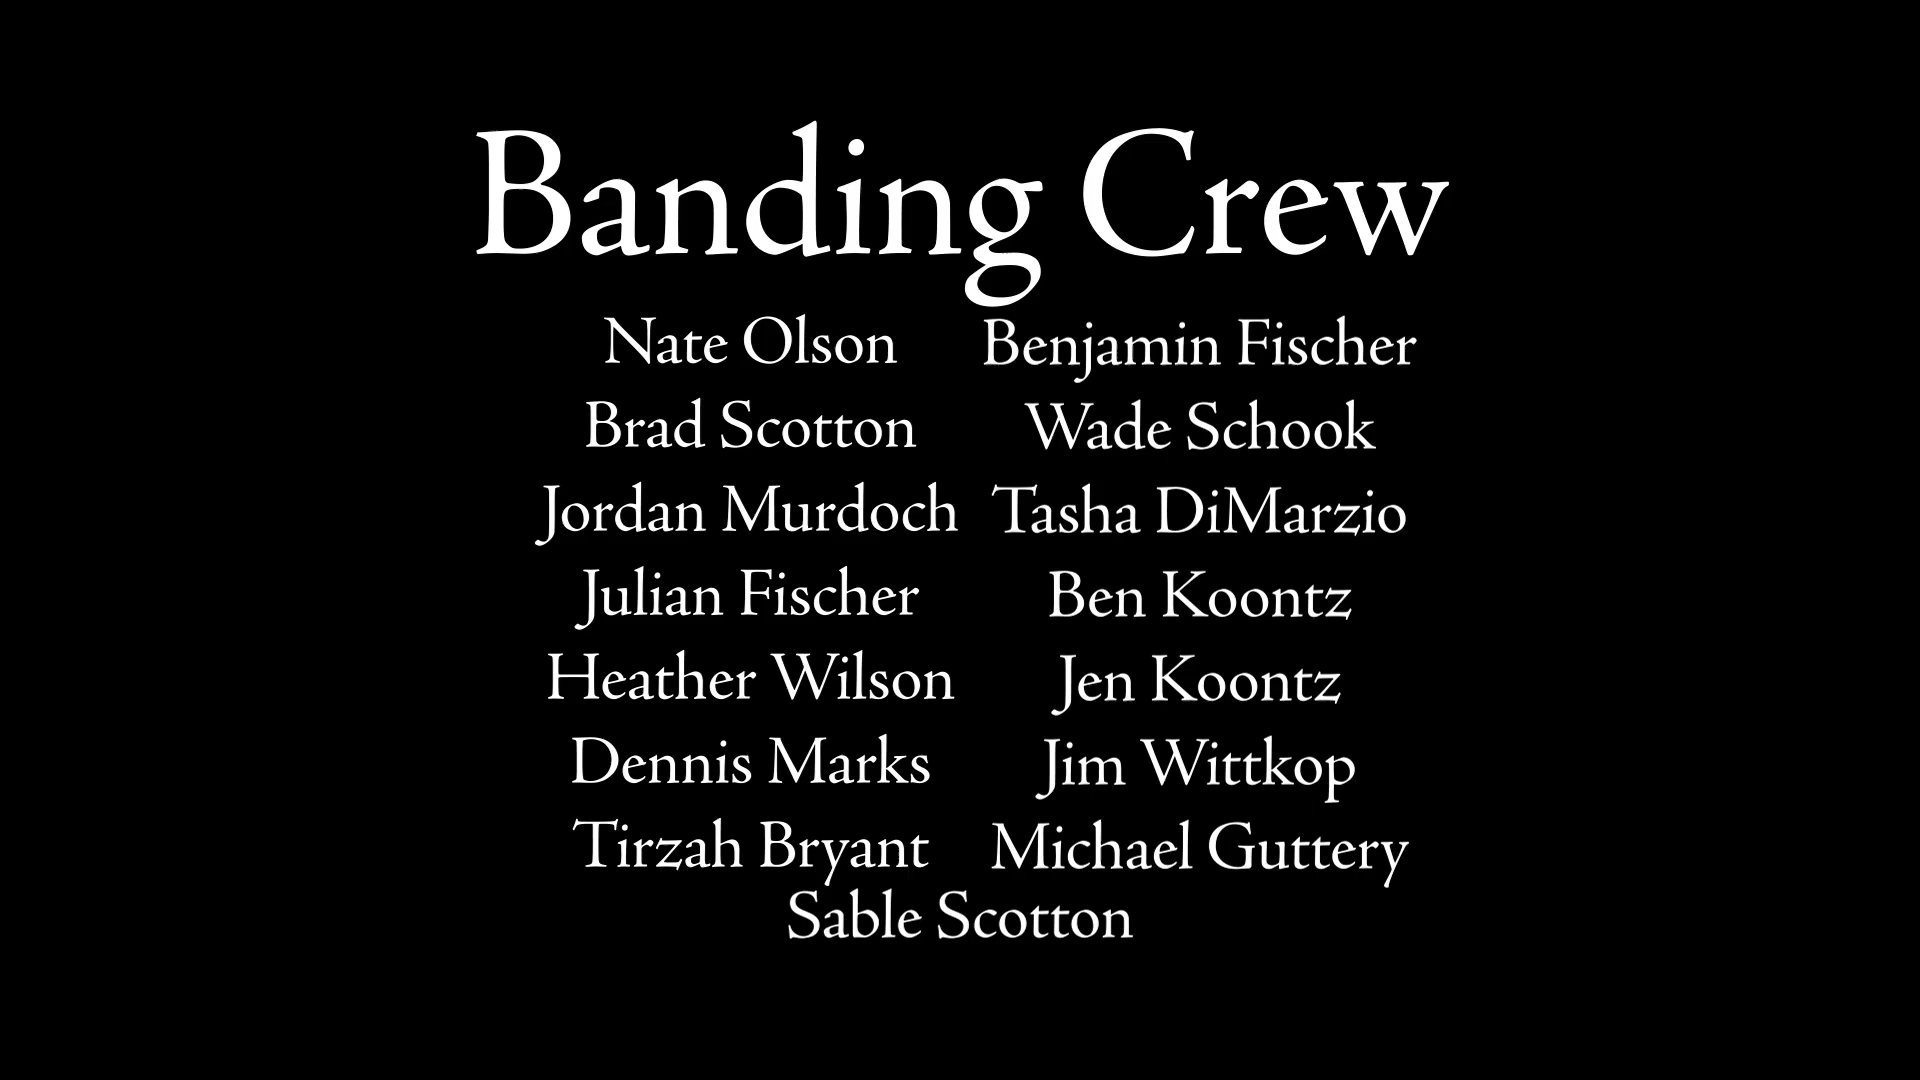 Banding Crew
Nate Olson Benjamin Fischer
Brad Scotton Wade Schook
Jordan Murdoch Tasha DiMarzio
Julian Fischer Ben Koontz
Heather Wilson Jen Koontz
Dennis Marks Jim Wittkop
Tirzah Bryant Michael Guttery
Sable Scotton